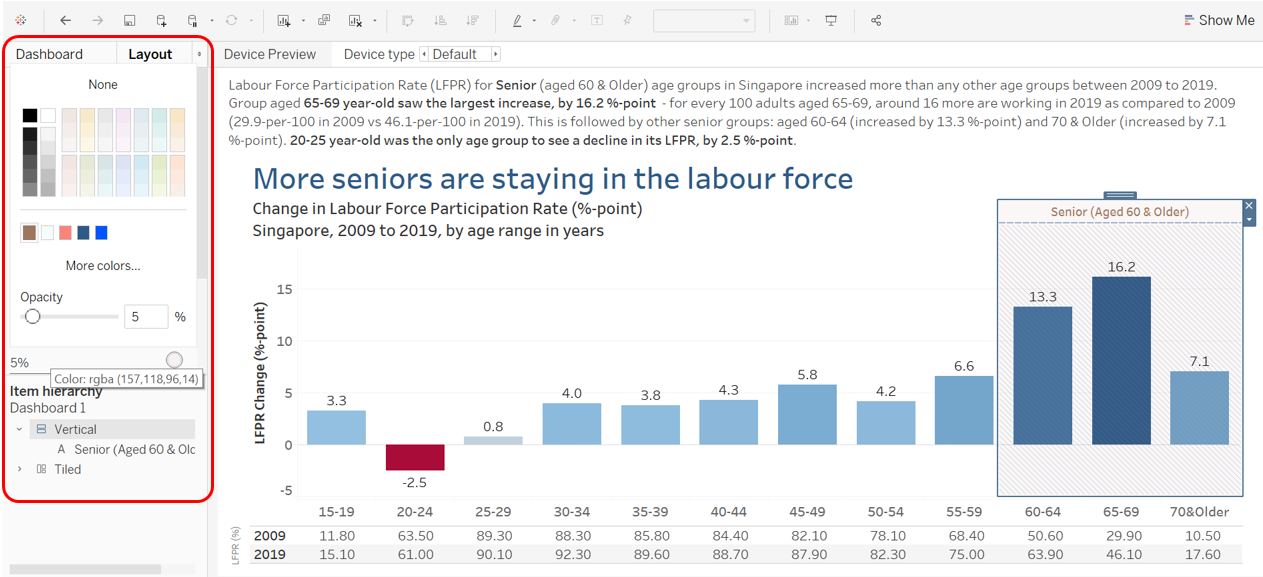 Show Me
Dashboard Layout
Device Preview Device type Default
None
More colors...
Opacity
5 %
5%
Color: rgba (157,118,96,14)
Item hierarchy
Dashboard 1
Vertical
A Senior (Aged 60 & Olc
Tiled
Labour Force Participation Rate (LFPR) for Senior (aged 60 & Older) age groups in Singapore increased more than any other age groups between 2009 to 2019.
Group aged 65-69 year-old saw the largest increase, by 16.2 %-point - for every 100 adults aged 65-69, around 16 more are working in 2019 as compared to 2009
(29.9-per-100 in 2009 vs 46.1-per-100 in 2019). This is followed by other senior groups: aged 60-64 (increased by 13.3 %-point) and 70 & Older (increased by 7.1
%-point). 20-25 year-old was the only age group to see a decline in its LFPR, by 2.5 %-point.
More seniors are staying in the labour force
Change in Labour Force Participation Rate (%-point)
Singapore, 2009 to 2019, by age range in years
Senior (Aged 60 & Older)
LFPR Change (%-point)
15
10
5
0
-5
3.3
-2.5
0.8
4.0
3.8
4.3
5.8
4.2
6.6
13.3
16.2
7.1
15-19 20-24 25-29 30-34 35-39 40-44 45-49 50-54 55-59 60-64 65-69 70&Older
LFPR (%)
2009 11.80 63.50 89.30 88.30 85.80 84.40 82.10 78.10 68.40 50.60 29.90 10.50
2019 15.10 61.00 90.10 92.30 89.60 88.70 87.90 82.30 75.00 63.90 46.10 17.60